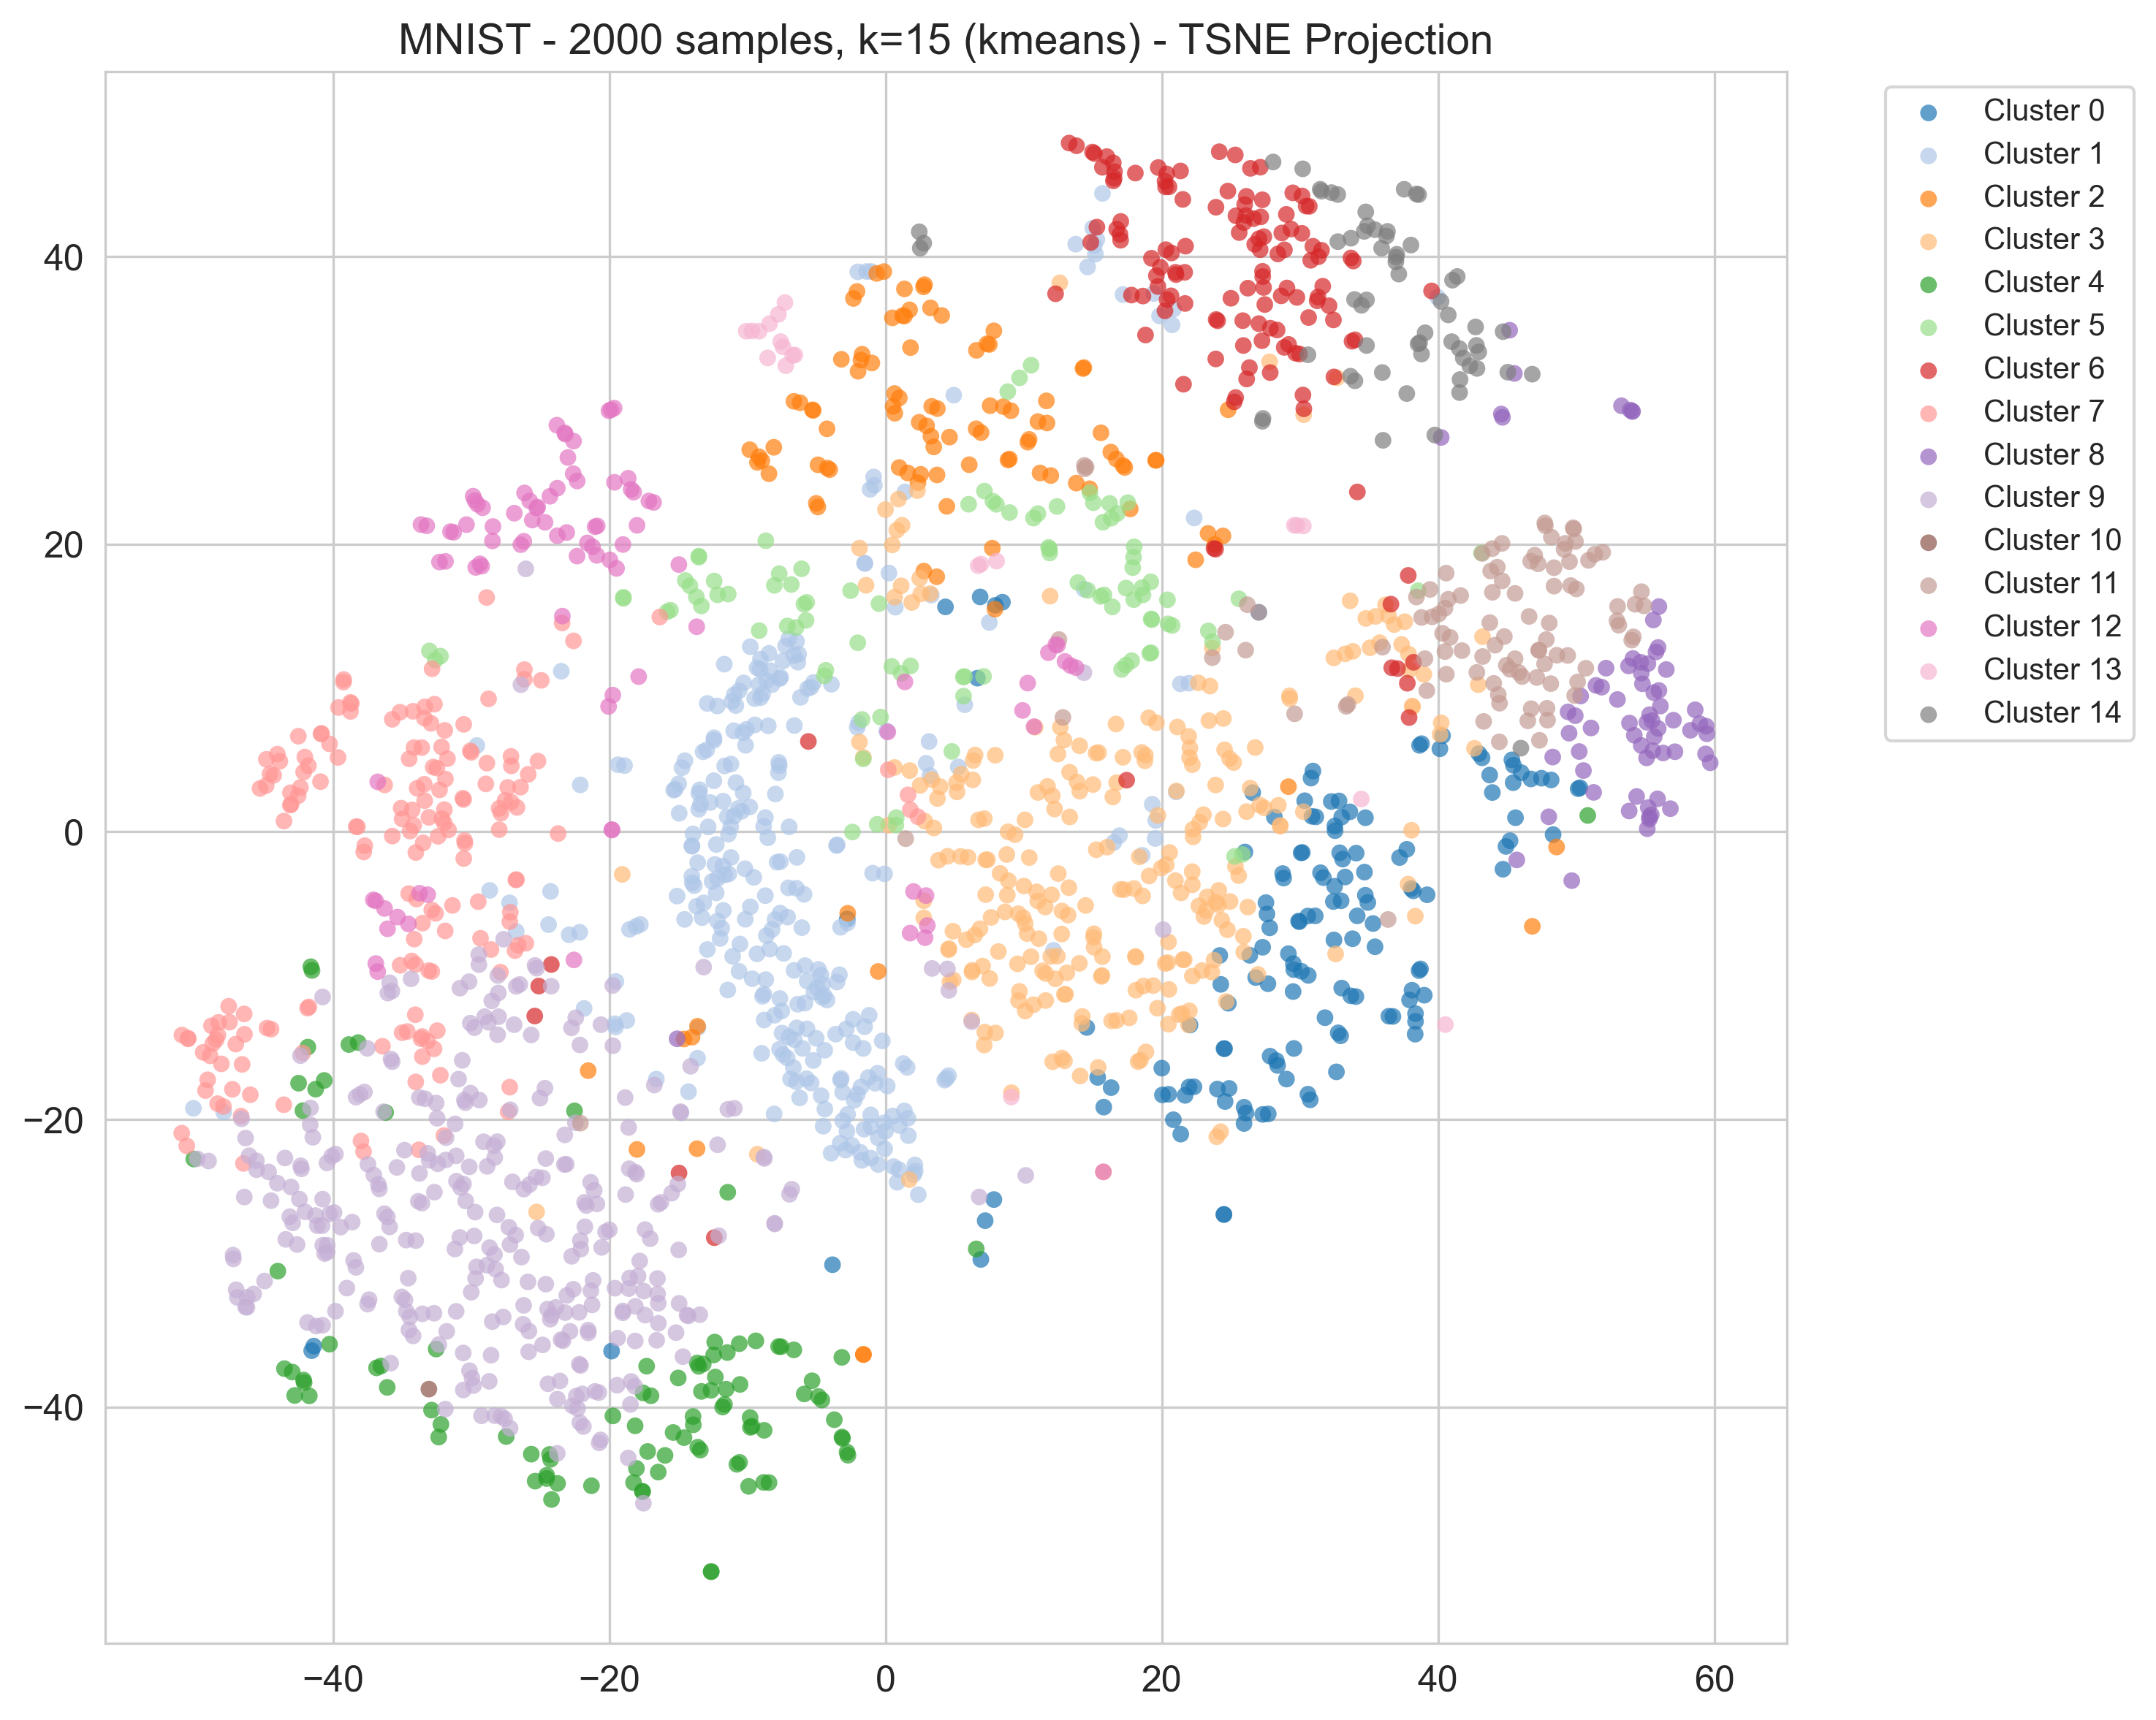 MNIST - 2000 samples, k=15 (kmeans) - TSNE Projection
Cluster 0
Cluster 1
Cluster 2
Cluster 3
Cluster 4
Cluster 5
Cluster 6
Cluster 7
Cluster 8
Cluster 9
Cluster 10
Cluster 11
Cluster 12
Cluster 13
Cluster 14
40
20
0
−20
−40
−40
−20
0
20
40
60